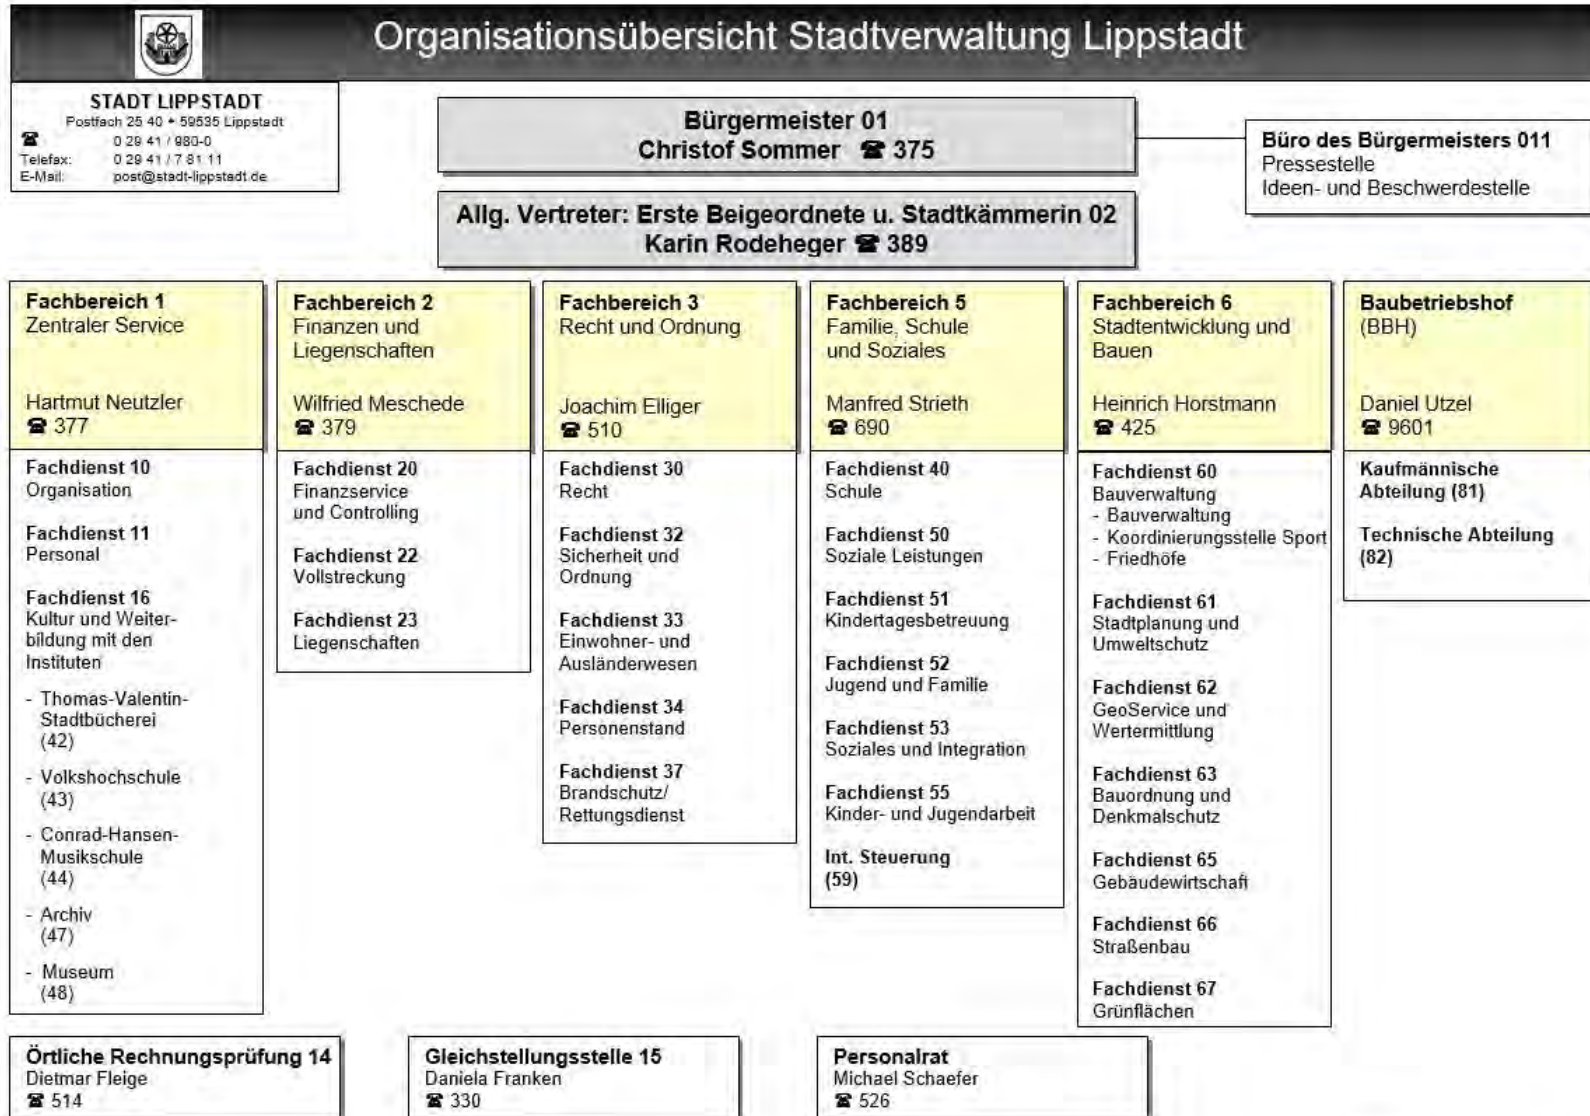 Organisationsübersicht Stadtverwaltung Lippstadt
STADT LIPPSTADT
Postfach 25 40 • 59535 Lippstadt
☎ 0 29 41 / 980-0
Telefax: 0 29 41 / 7 81 11
E-Mail: post@stadt-lippstadt.de
Bürgermeister 01
Christof Sommer ☎ 375
Büro des Bürgermeisters 011
Pressestelle
Ideen- und Beschwerdestelle
Allg. Vertreter: Erste Beigeordnete u. Stadtkämmerin 02
Karin Rodeheger ☎ 389
Fachbereich 1
Zentraler Service
Hartmut Neutzler
☎ 377
Fachdienst 10
Organisation
Fachdienst 11
Personal
Fachdienst 16
Kultur und Weiter-
bildung mit den
Instituten
- Thomas-Valentin-
Stadtbücherei
(42)
- Volkshochschule
(43)
- Conrad-Hansen-
Musikschule
(44)
- Archiv
(47)
- Museum
(48)
Fachbereich 2
Finanzen und
Liegenschaften
Wilfried Meschede
☎ 379
Fachdienst 20
Finanzservice
und Controlling
Fachdienst 22
Vollstreckung
Fachdienst 23
Liegenschaften
Fachbereich 3
Recht und Ordnung
Joachim Elliger
☎ 510
Fachdienst 30
Recht
Fachdienst 32
Sicherheit und
Ordnung
Fachdienst 33
Einwohner- und
Ausländerwesen
Fachdienst 34
Personenstand
Fachdienst 37
Brandschutz/
Rettungsdienst
Fachbereich 5
Familie, Schule
und Soziales
Manfred Strieth
☎ 690
Fachdienst 40
Schule
Fachdienst 50
Soziale Leistungen
Fachdienst 51
Kindertagesbetreuung
Fachdienst 52
Jugend und Familie
Fachdienst 53
Soziales und Integration
Fachdienst 55
Kinder- und Jugendarbeit
Int. Steuerung
(59)
Fachbereich 6
Stadtentwicklung und
Bauen
Heinrich Horstmann
☎ 425
Fachdienst 60
Bauverwaltung
- Bauverwaltung
- Koordinierungsstelle Sport
- Friedhöfe
Fachdienst 61
Stadtplanung und
Umweltschutz
Fachdienst 62
GeoService und
Wertermittlung
Fachdienst 63
Bauordnung und
Denkmalschutz
Fachdienst 65
Gebäudewirtschaft
Fachdienst 66
Straßenbau
Fachdienst 67
Grünflächen
Baubetriebshof
(BBH)
Daniel Utzel
☎ 9601
Kaufmännische
Abteilung (81)
Technische Abteilung
(82)
Örtliche Rechnungsprüfung 14
Dietmar Fleige
☎ 514
Gleichstellungsstelle 15
Daniela Franken
☎ 330
Personalrat
Michael Schaefer
☎ 526